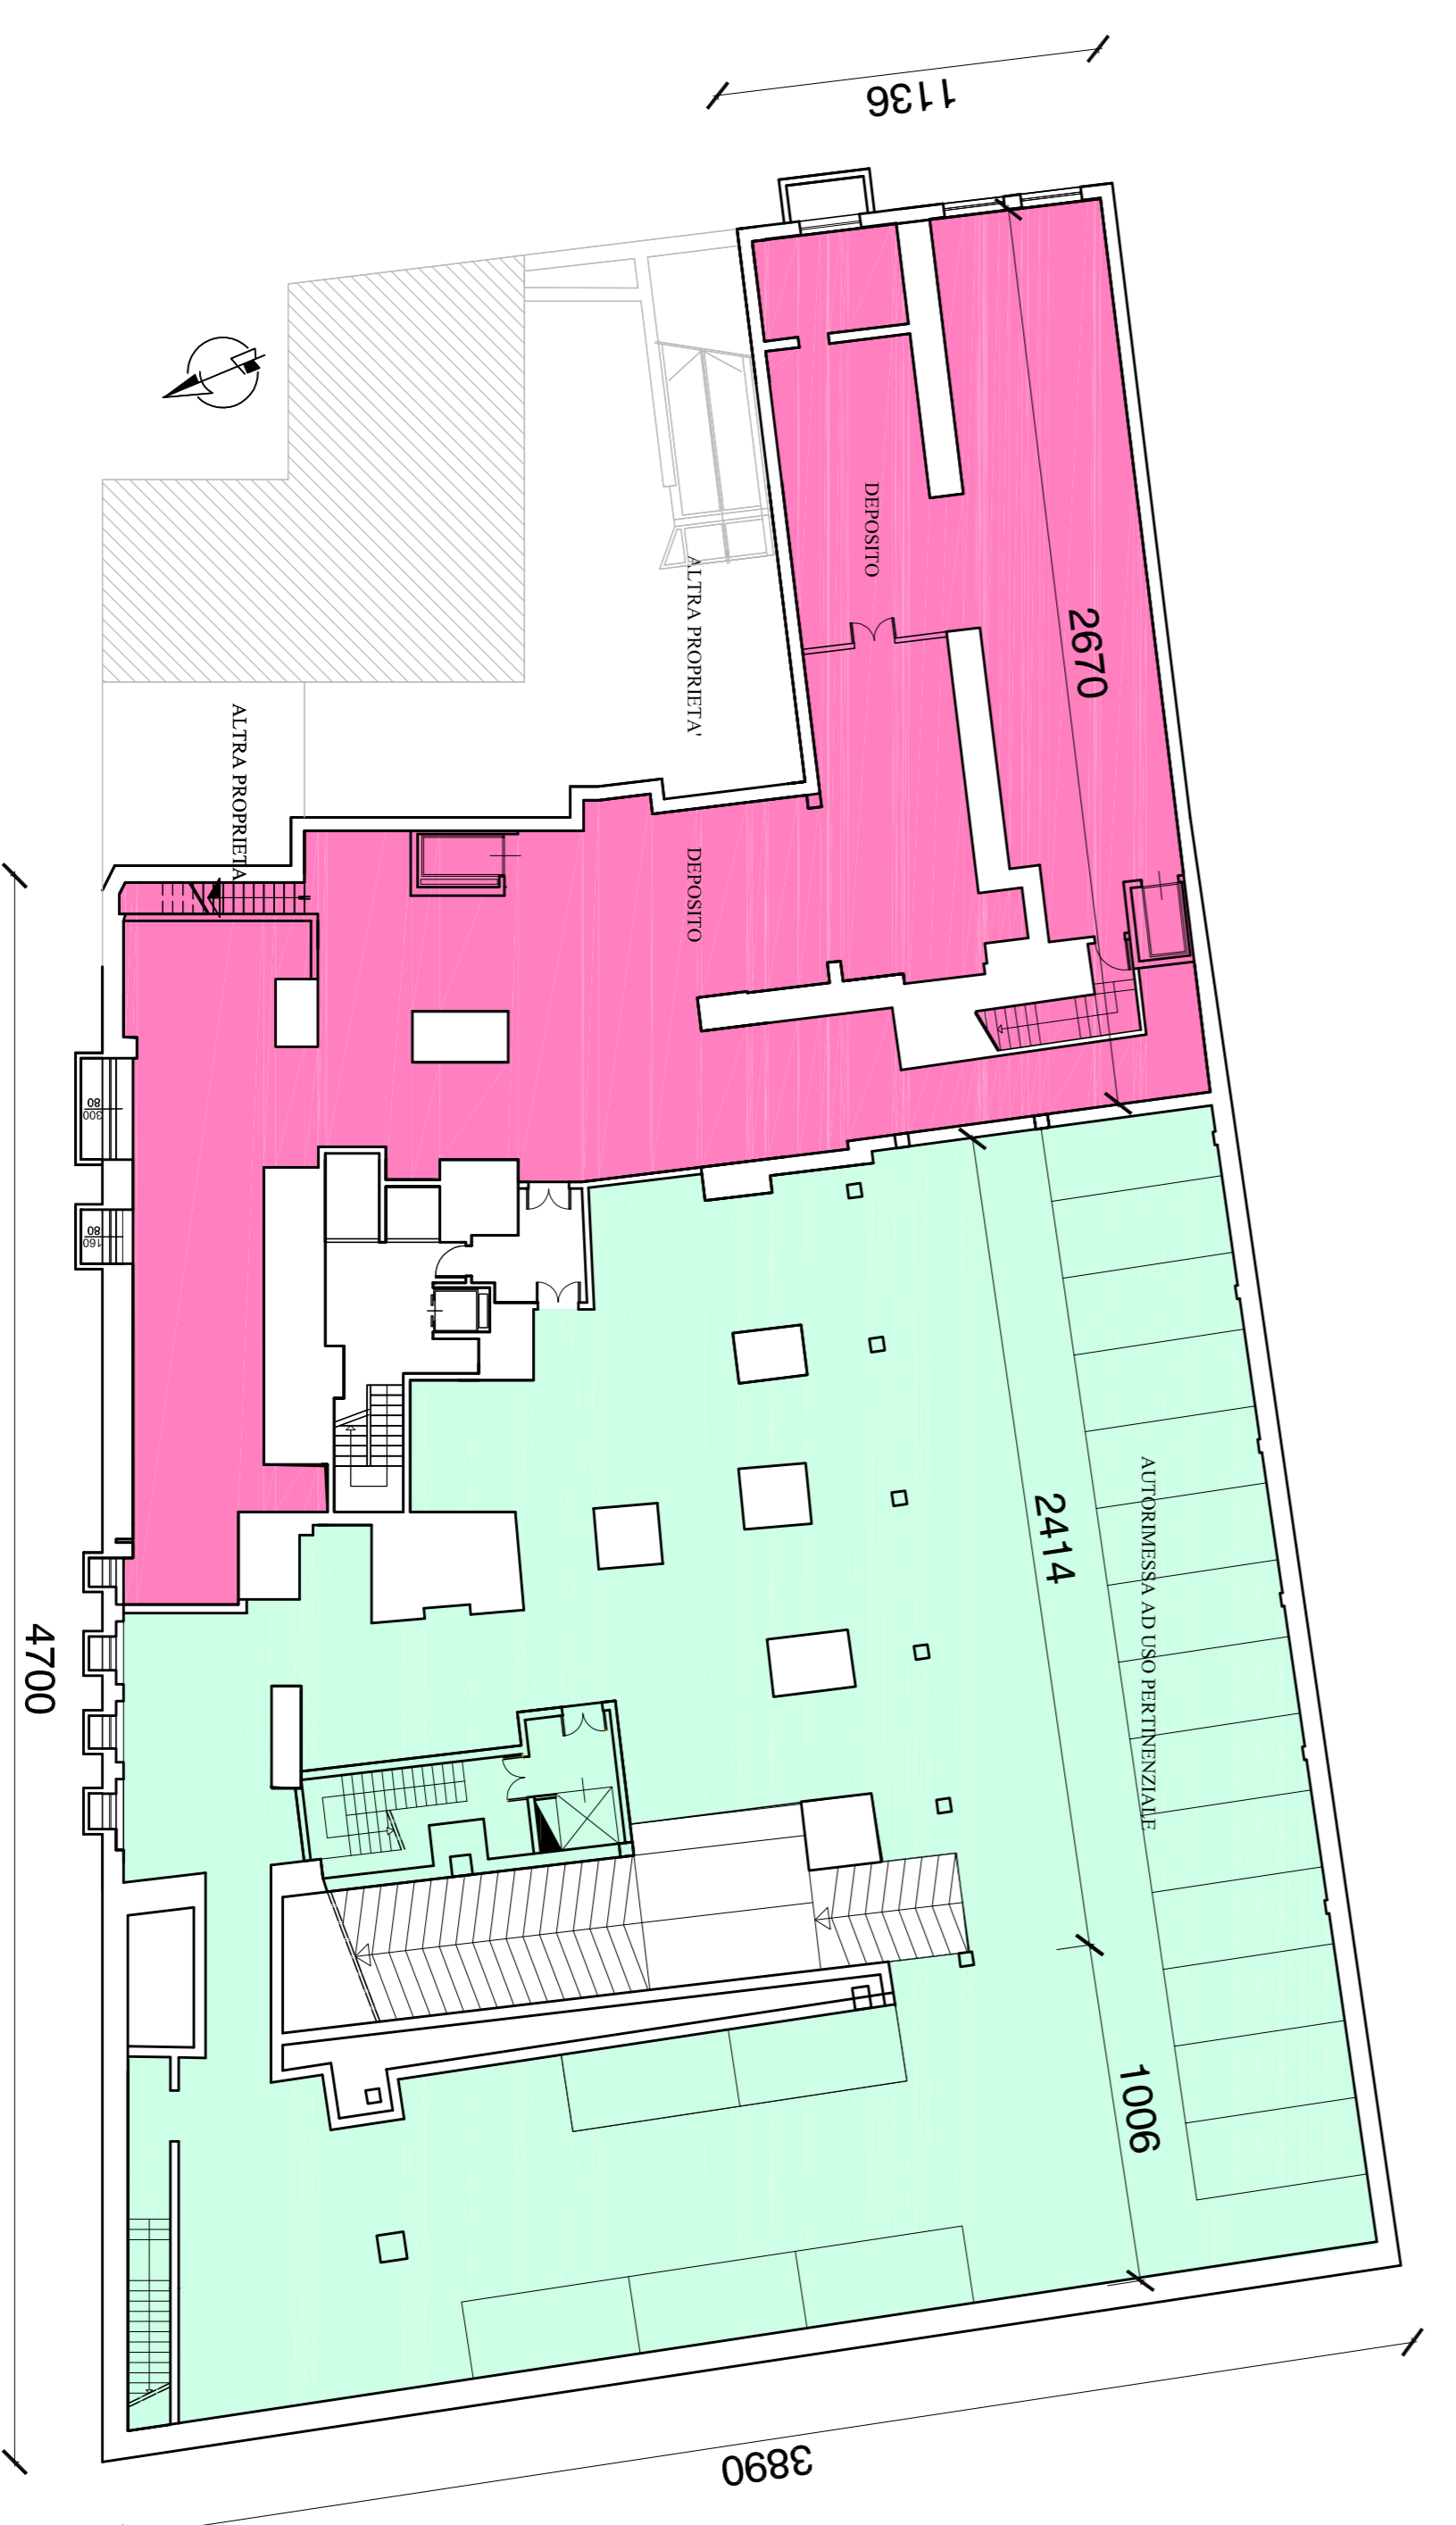 1136
2670
DEPOSITO
ALTRA PROPRIETA'
ALTRA PROPRIETA'
DEPOSITO
80
300
80
160
2414
AUTORIMESSA AD USO PERTINENZIALE
4700
1006
3890